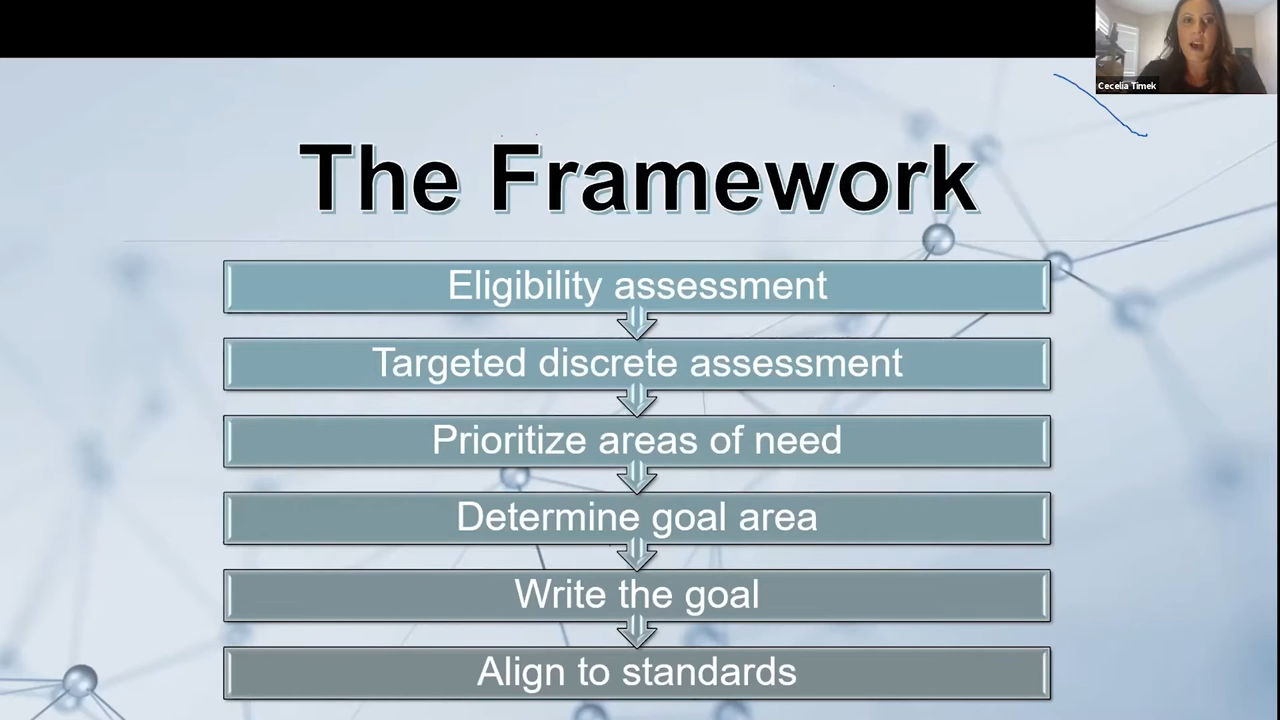 Cecelia Timek
The Framework
Eligibility assessment
Targeted discrete assessment
Prioritize areas of need
Determine goal area
Write the goal
Align to standards